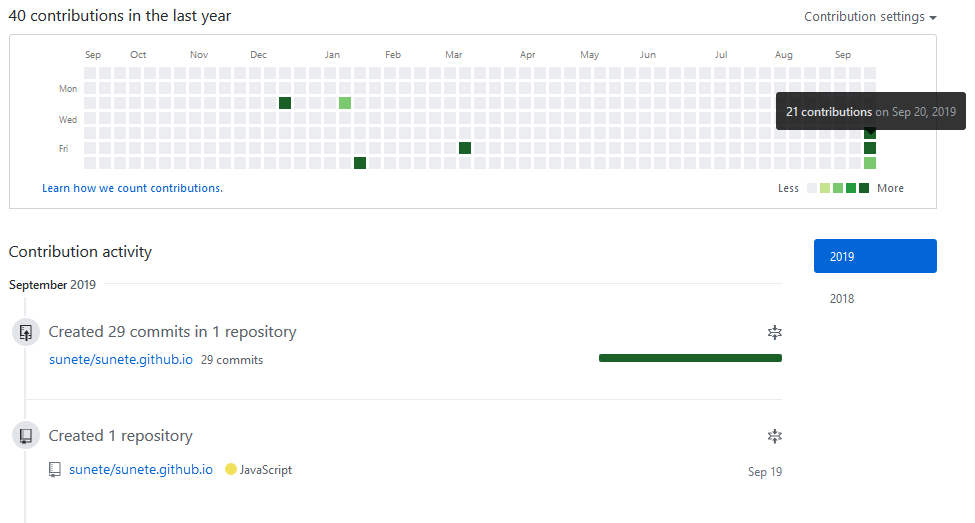 40 contributions in the last year
Contribution settings
Sep Oct Nov Dec Jan Feb Mar Apr May Jun Jul Aug Sep
Mon
21 contributions on Sep 20, 2019
Wed
Fri
Learn how we count contributions.
Less More
Contribution activity
2019
September 2019
2018
Created 29 commits in 1 repository
sunete/sunete.github.io 29 commits
Created 1 repository
sunete/sunete.github.io JavaScript Sep 19